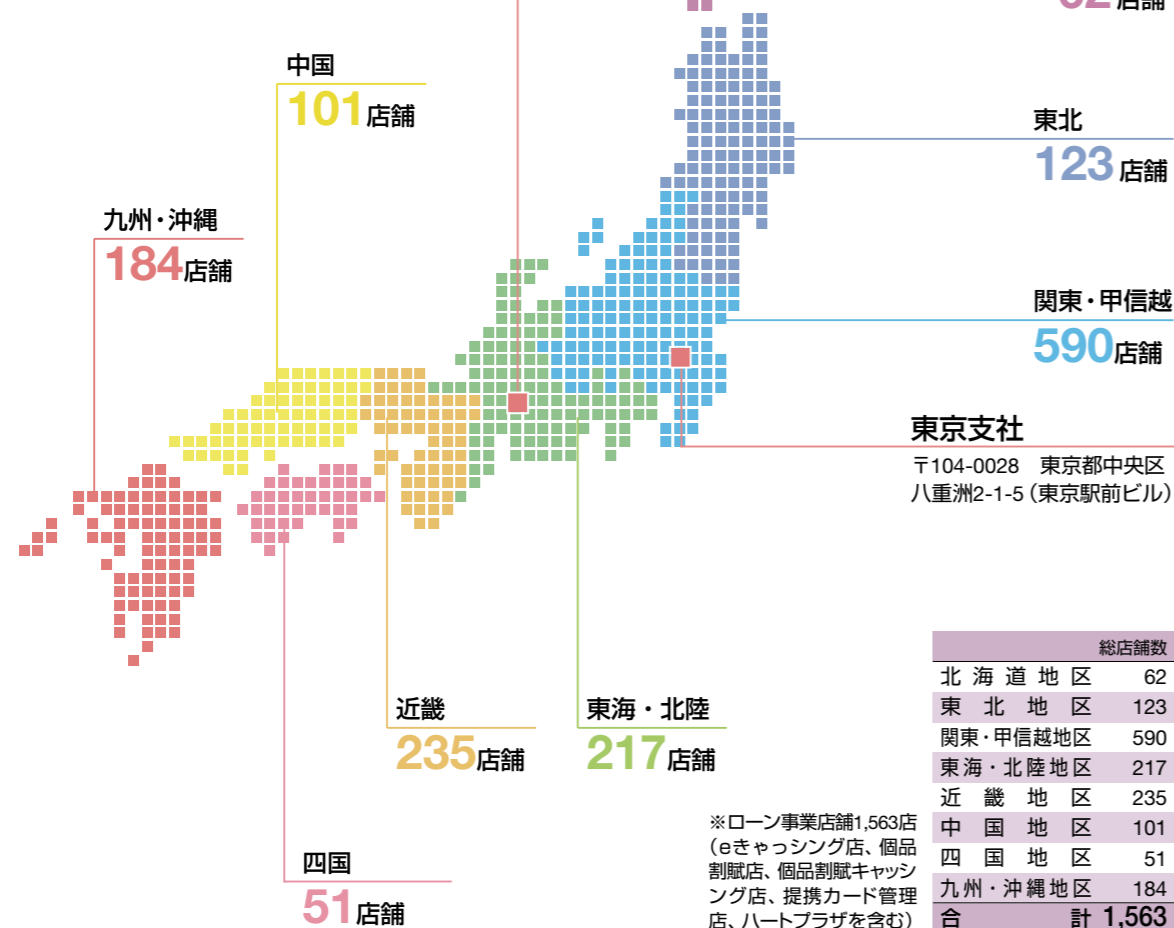 62店舗
中国
101店舗
東北
123店舗
九州・沖縄
184店舗
関東・甲信越
590店舗
東京支社
〒104-0028　東京都中央区
八重洲2-1-5（東京駅前ビル）
近畿
235店舗
東海・北陸
217店舗
四国
51店舗
※ローン事業店舗1,563店
（eきゃっシング店、個品
割賦店、個品割賦キャッシ
ング店、提携カード管理
店、ハートプラザを含む）
総店舗数
北海道地区 62
東北地区 123
関東・甲信越地区 590
東海・北陸地区 217
近畿地区 235
中国地区 101
四国地区 51
九州・沖縄地区 184
合計 1,563